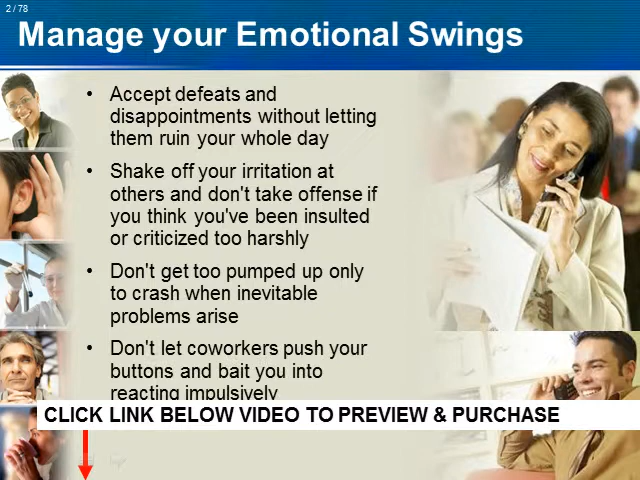 2 / 78
Manage your Emotional Swings
• Accept defeats and
disappointments without letting
them ruin your whole day
• Shake off your irritation at
others and don't take offense if
you think you've been insulted
or criticized too harshly
• Don't get too pumped up only
to crash when inevitable
problems arise
• Don't let coworkers push your
buttons and bait you into
reacting impulsively
CLICK LINK BELOW VIDEO TO PREVIEW & PURCHASE